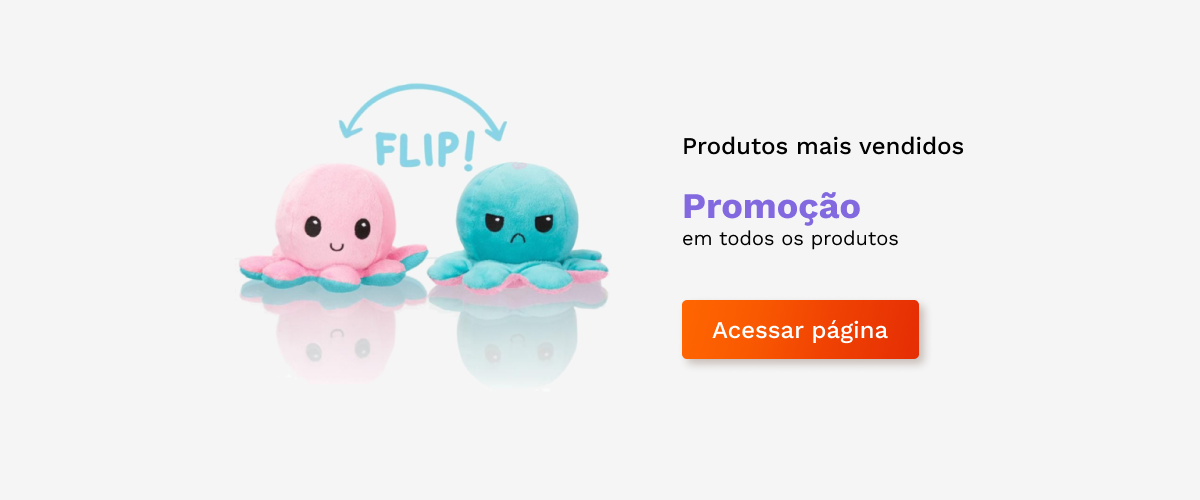 FLIP!
Produtos mais vendidos
Promoção
em todos os produtos
Acessar página